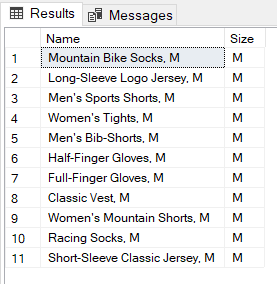 Results Messages
Name Size
1 Mountain Bike Socks, M M
2 Long-Sleeve Logo Jersey, M M
3 Men's Sports Shorts, M M
4 Women's Tights, M M
5 Men's Bib-Shorts, M M
6 Half-Finger Gloves, M M
7 Full-Finger Gloves, M M
8 Classic Vest, M M
9 Women's Mountain Shorts, M M
10 Racing Socks, M M
11 Short-Sleeve Classic Jersey, M M